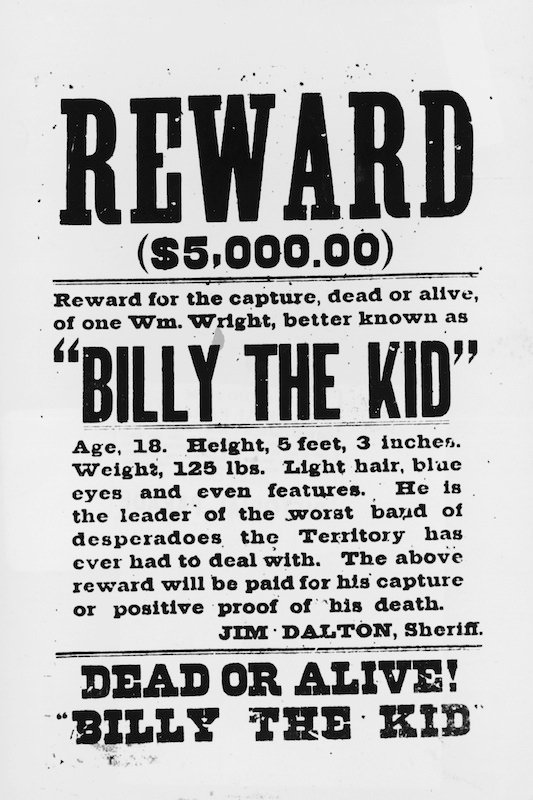 REWARD
($5,000.00)
Reward for the capture, dead or alive,
of one Wm. Wright, better known as
“BILLY THE KID”
Age, 18. Height, 5 feet, 3 inches.
Weight, 125 lbs. Light hair, blue
eyes and even features. He is
the leader of the worst band of
desperadoes the Territory has
ever had to deal with. The above
reward will be paid for his capture
or positive proof of his death.
JIM DALTON, Sheriff.
DEAD OR ALIVE!
“BILLY THE KID”